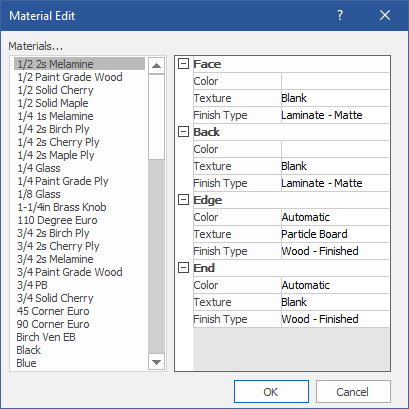 Material Edit ? ×
Materials...
1/2 2s Melamine
1/2 Paint Grade Wood
1/2 Solid Cherry
1/2 Solid Maple
1/4 1s Melamine
1/4 2s Birch Ply
1/4 2s Cherry Ply
1/4 2s Maple Ply
1/4 Glass
1/4 Paint Grade Ply
1/8 Glass
1-1/4in Brass Knob
110 Degree Euro
3/4 2s Birch Ply
3/4 2s Cherry Ply
3/4 2s Melamine
3/4 Paint Grade Wood
3/4 PB
3/4 Solid Cherry
45 Corner Euro
90 Corner Euro
Birch Ven EB
Black
Blue
Face
Color
Texture Blank
Finish Type Laminate - Matte
Back
Color
Texture Blank
Finish Type Laminate - Matte
Edge
Color Automatic
Texture Particle Board
Finish Type Wood - Finished
End
Color Automatic
Texture Blank
Finish Type Wood - Finished
OK Cancel